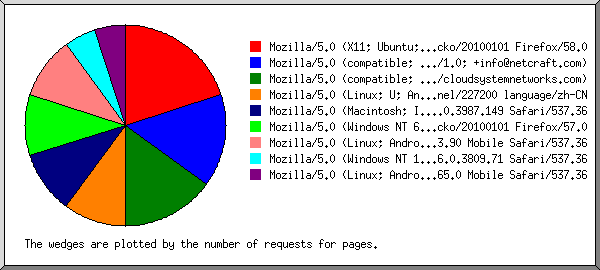 Mozilla/5.0 (X11; Ubuntu;...cko/20100101 Firefox/58.0
Mozilla/5.0 (compatible; .../1.0; +info@netcraft.com)
Mozilla/5.0 (compatible; .../cloudsystemnetworks.com)
Mozilla/5.0 (Linux; U; An...nel/227200 language/zh-CN
Mozilla/5.0 (Macintosh; I....0.3987.149 Safari/537.36
Mozilla/5.0 (Windows NT 6...cko/20100101 Firefox/57.0
Mozilla/5.0 (Linux; Andro...3.90 Mobile Safari/537.36
Mozilla/5.0 (Windows NT 1...6.0.3809.71 Safari/537.36
Mozilla/5.0 (Linux; Andro...65.0 Mobile Safari/537.36
The wedges are plotted by the number of requests for pages.